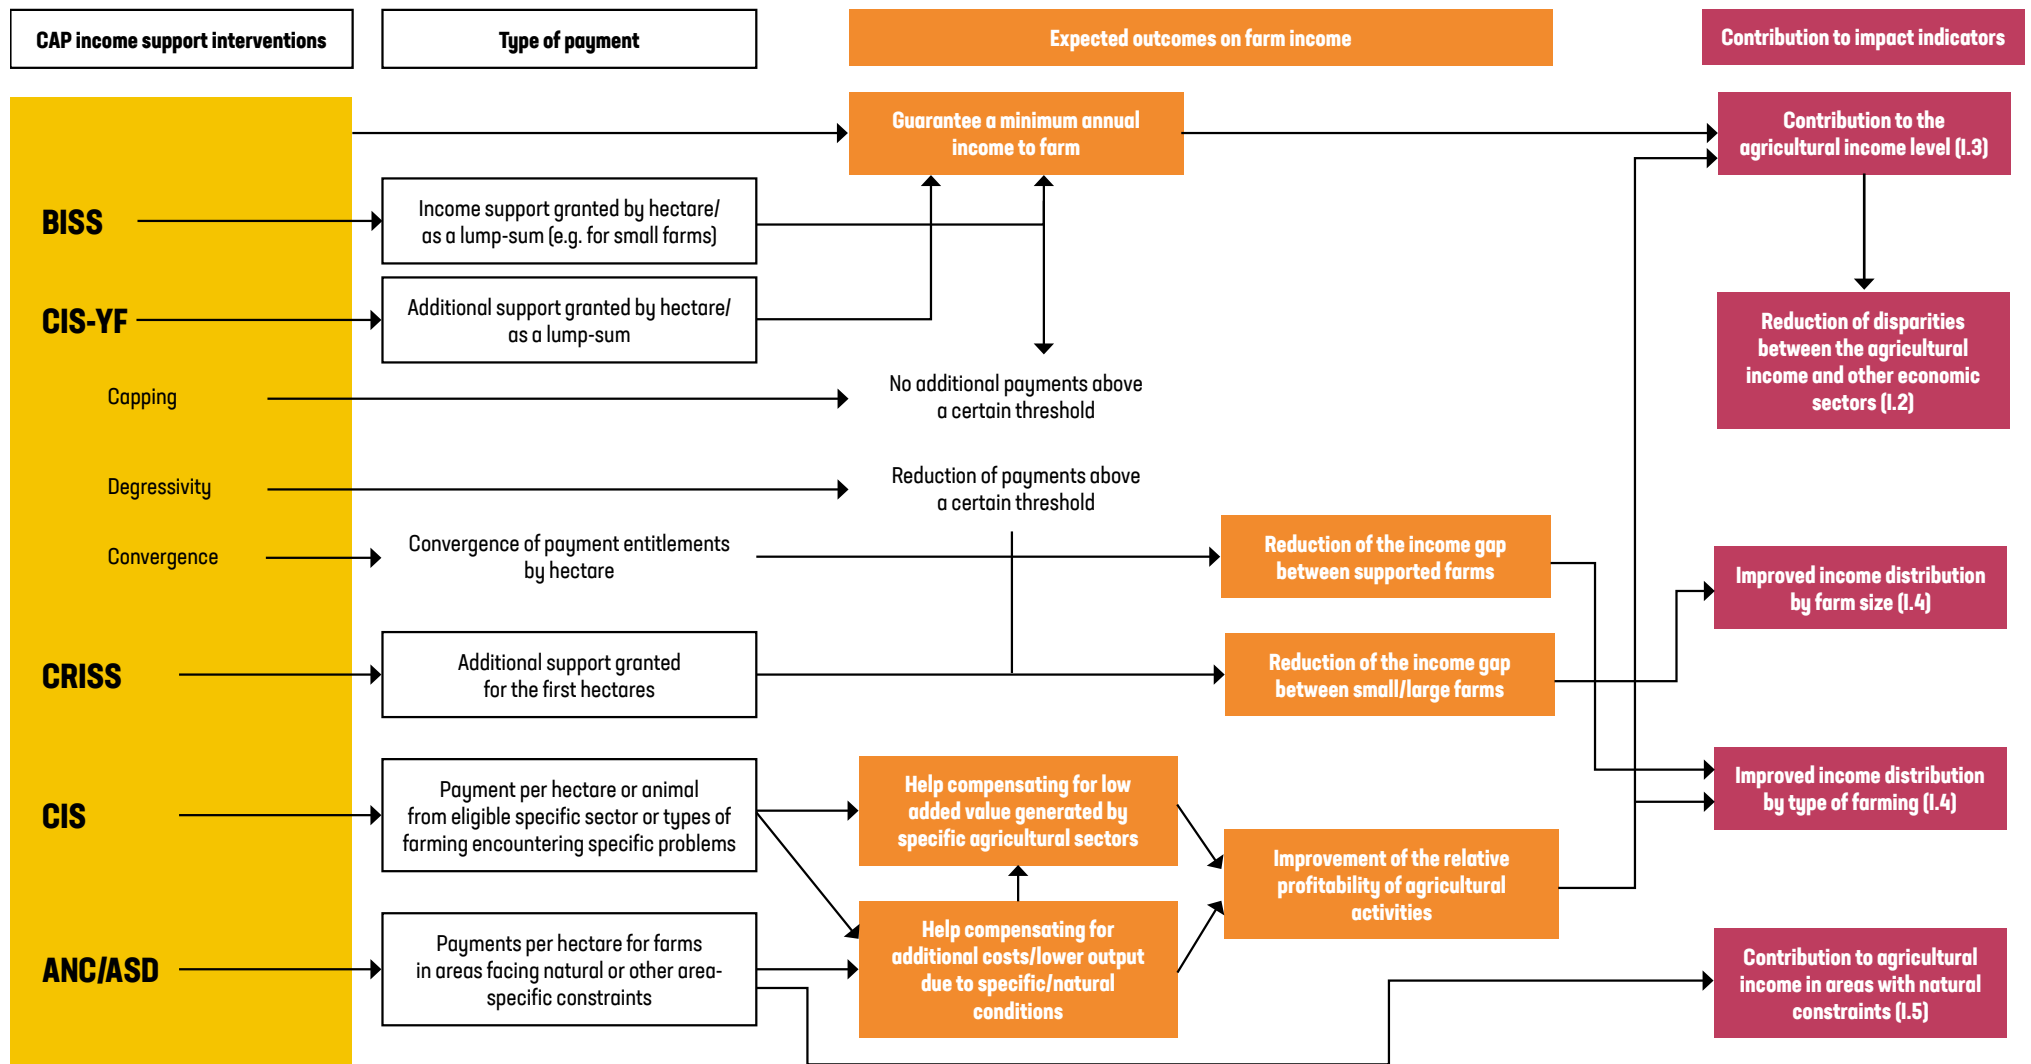 CAP income support interventions
Type of payment
Expected outcomes on farm income
Contribution to impact indicators
Guarantee a minimum annual
income to farm
Contribution to the
agricultural income level (I.3)
BISS
Income support granted by hectare/
as a lump-sum (e.g. for small farms)
CIS-YF
Additional support granted by hectare/
as a lump-sum
Reduction of disparities
between the agricultural
income and other economic
sectors (I.2)
Capping
No additional payments above
a certain threshold
Degressivity
Reduction of payments above
a certain threshold
Convergence
Convergence of payment entitlements
by hectare
Reduction of the income gap
between supported farms
Improved income distribution
by farm size (I.4)
CRISS
Additional support granted
for the first hectares
Reduction of the income gap
between small/large farms
CIS
Payment per hectare or animal
from eligible specific sector or types of
farming encountering specific problems
Help compensating for low
added value generated by
specific agricultural sectors
Improved income distribution
by type of farming (I.4)
Improvement of the relative
profitability of agricultural
activities
ANC/ASD
Payments per hectare for farms
in areas facing natural or other area-
specific constraints
Help compensating for
additional costs/lower output
due to specific/natural
conditions
Contribution to agricultural
income in areas with natural
constraints (I.5)